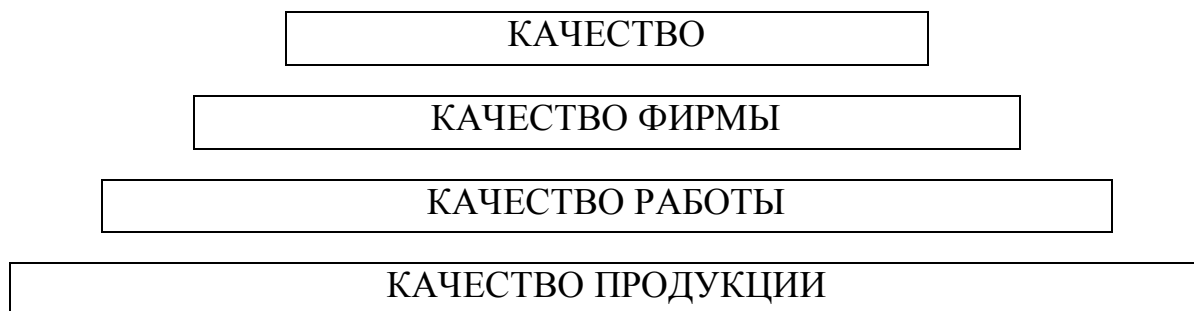 КАЧЕСТВО
КАЧЕСТВО ФИРМЫ
КАЧЕСТВО РАБОТЫ
КАЧЕСТВО ПРОДУКЦИИ